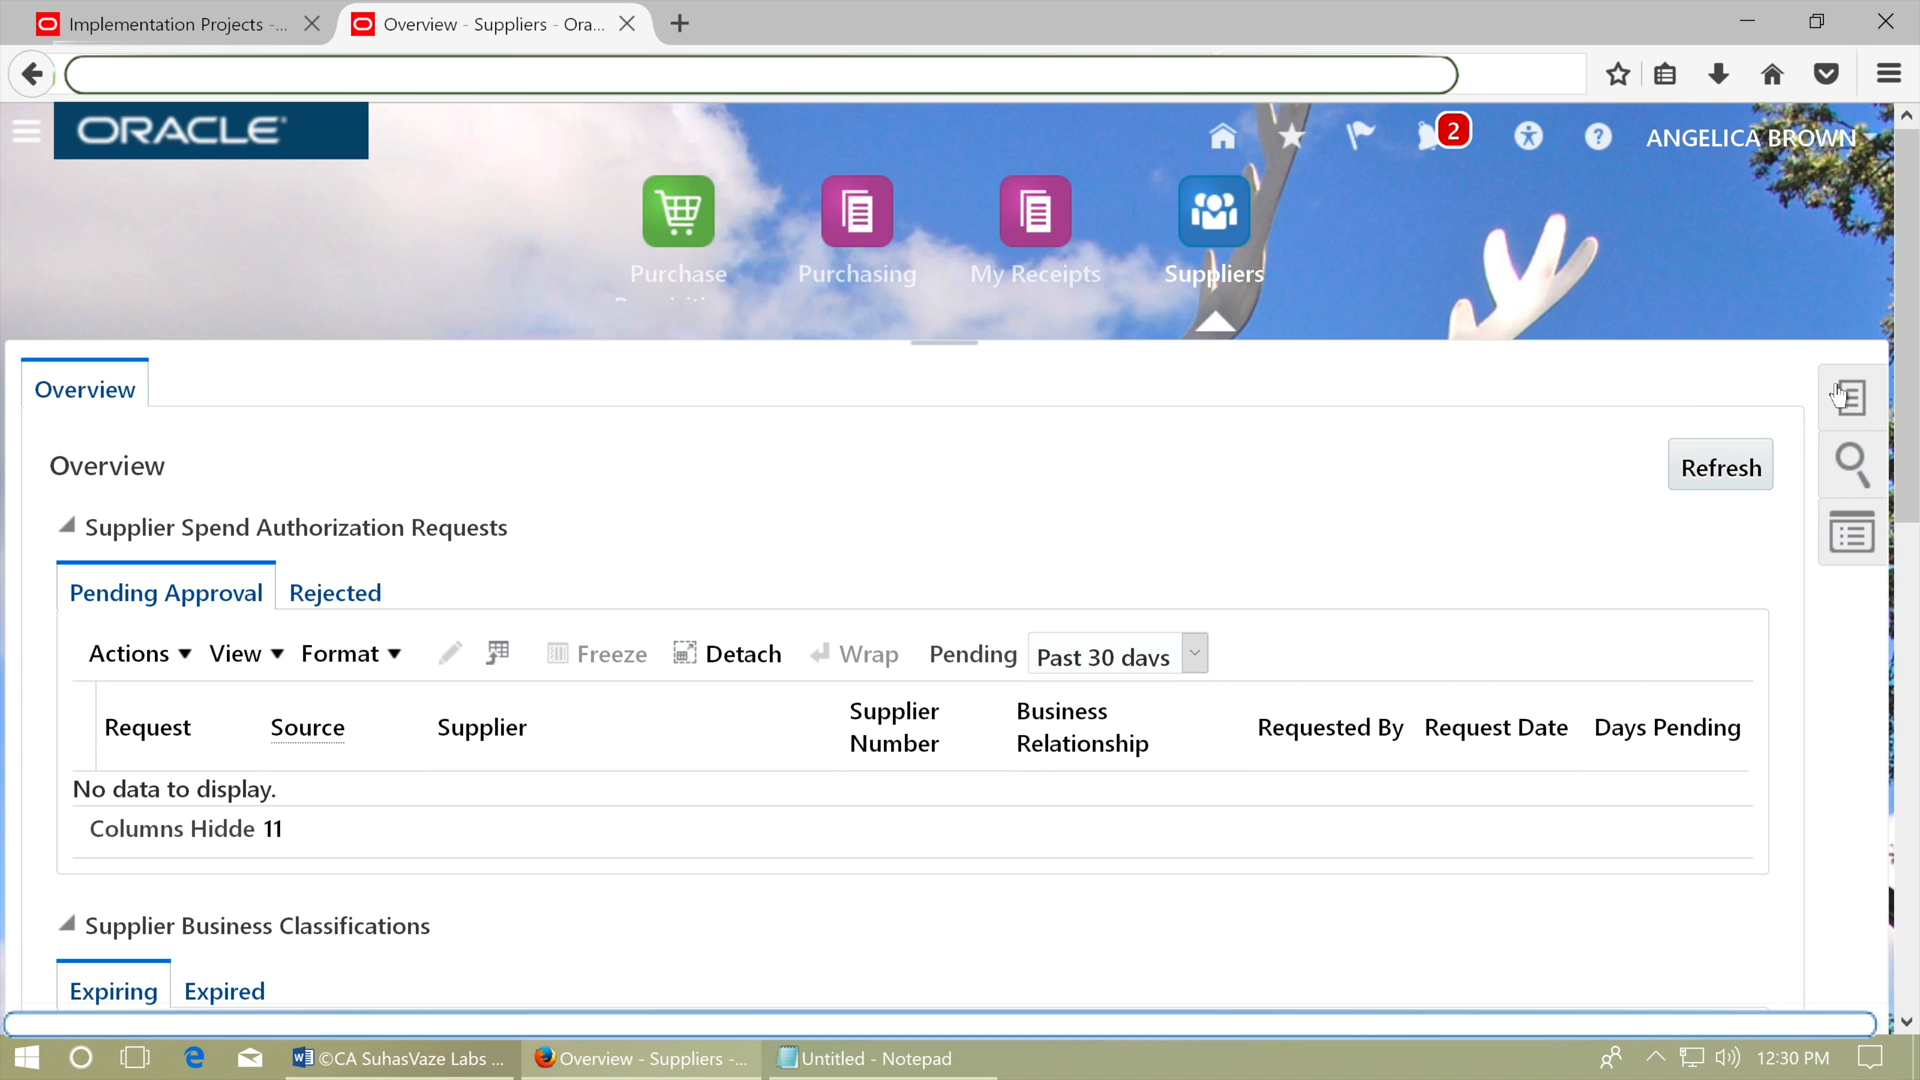 Implementation Projects -...
Overview - Suppliers - Ora...
ORACLE
2
ANGELICA BROWN
Purchase
Purchasing
My Receipts
Suppliers
Overview
Overview
Refresh
Supplier Spend Authorization Requests
Pending Approval
Rejected
Actions View Format Freeze Detach Wrap Pending Past 30 days
Request Source Supplier Supplier Number Business Relationship Requested By Request Date Days Pending
No data to display.
Columns Hidde 11
Supplier Business Classifications
Expiring
Expired
©CA SuhasVaze Labs ...
Overview - Suppliers -...
Untitled - Notepad
12:30 PM